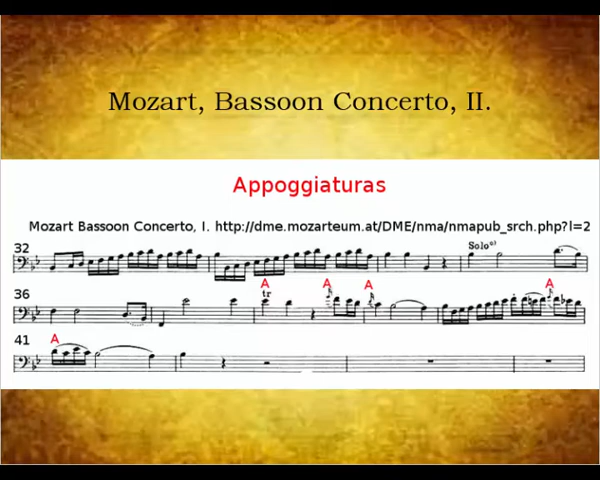 Mozart, Bassoon Concerto, II.
Appoggiaturas
Mozart Bassoon Concerto, I. http://dme.mozarteum.at/DME/nma/nmapub_srch.php?l=2
32
Solo
A A A A
36
tr
41
A